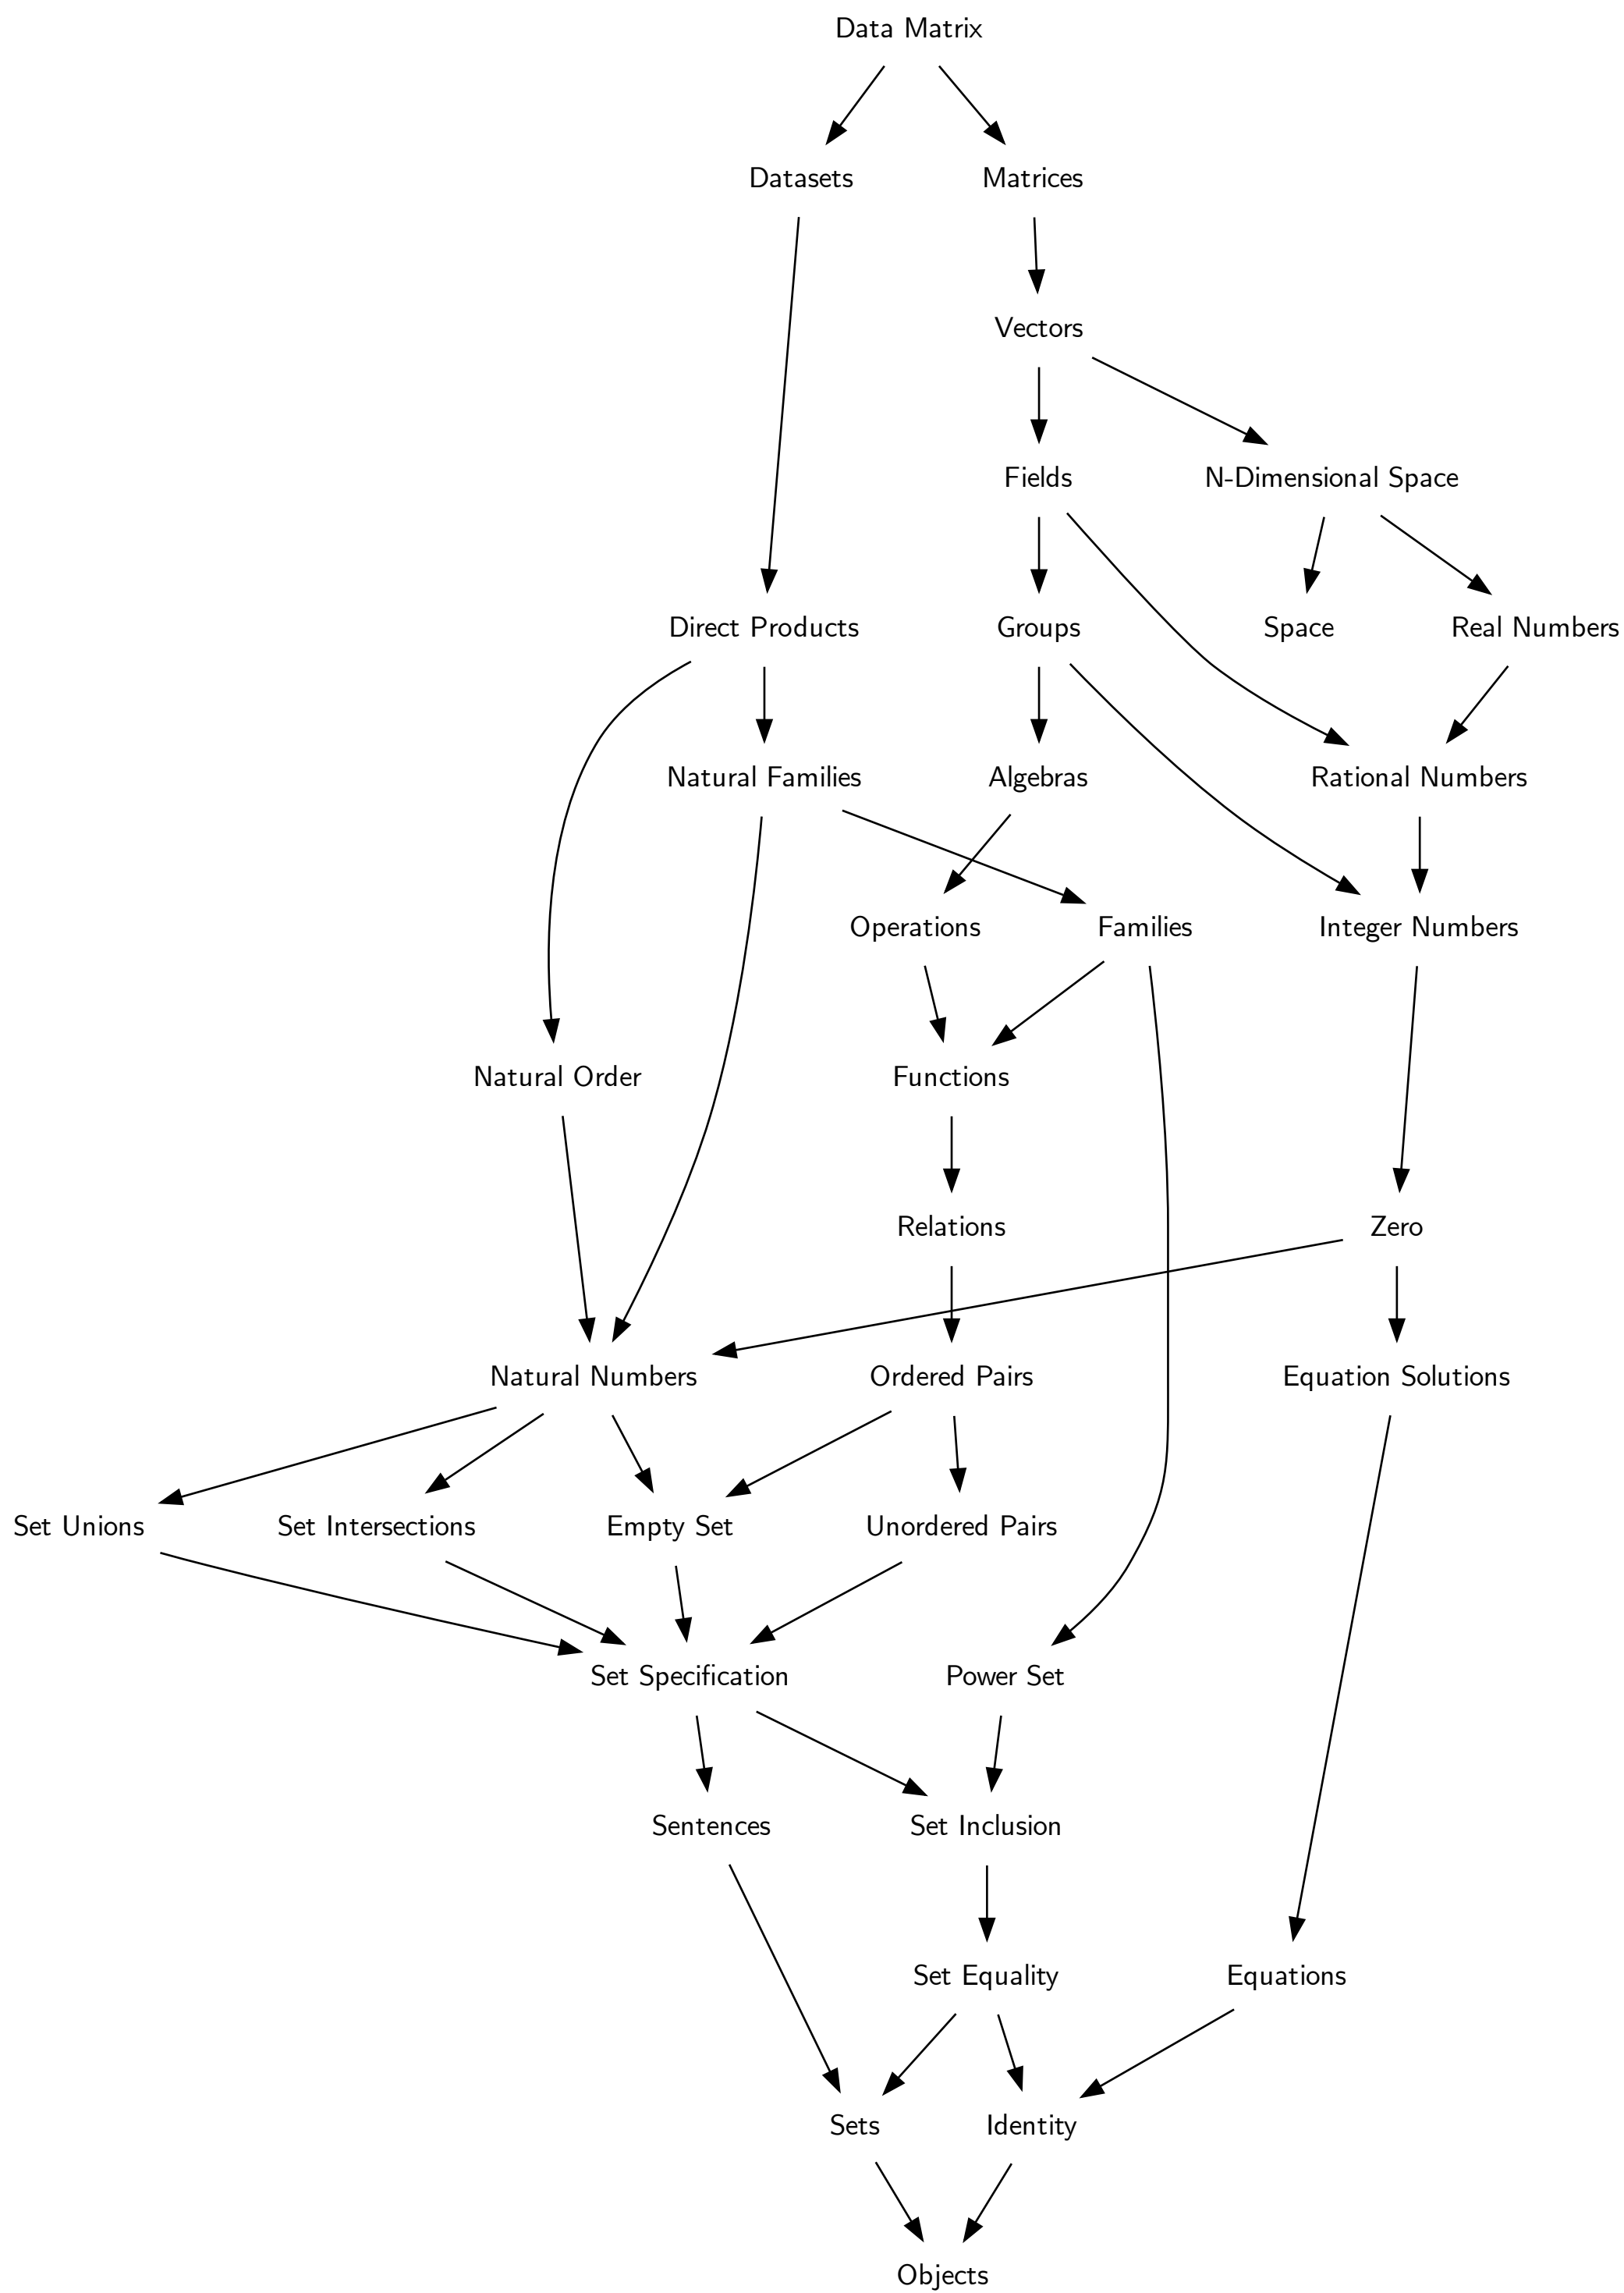 Data Matrix
Datasets
Matrices
Vectors
Fields
N-Dimensional Space
Direct Products
Groups
Space
Real Numbers
Natural Families
Algebras
Rational Numbers
Operations
Families
Integer Numbers
Natural Order
Functions
Relations
Zero
Natural Numbers
Ordered Pairs
Equation Solutions
Set Unions
Set Intersections
Empty Set
Unordered Pairs
Set Specification
Power Set
Sentences
Set Inclusion
Set Equality
Equations
Sets
Identity
Objects